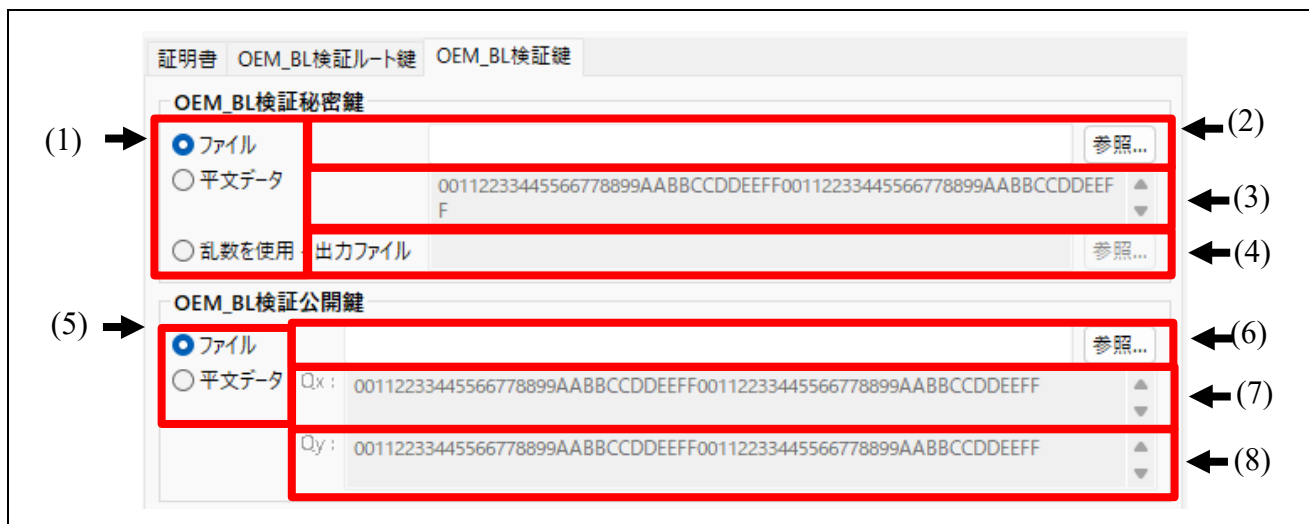 証明書 OEM_BL検証ルート鍵 OEM_BL検証鍵
OEM_BL検証秘密鍵
(1) ファイル 参照... (2)
平文データ 00112233445566778899AABBCCDDEEFF00112233445566778899AABBCCDDEEF
F
(3)
乱数を使用 - 出力ファイル 参照... (4)
OEM_BL検証公開鍵
(5) ファイル 参照... (6)
平文データ Qx : 00112233445566778899AABBCCDDEEFF00112233445566778899AABBCCDDEEFF (7)
Qy : 00112233445566778899AABBCCDDEEFF00112233445566778899AABBCCDDEEFF (8)